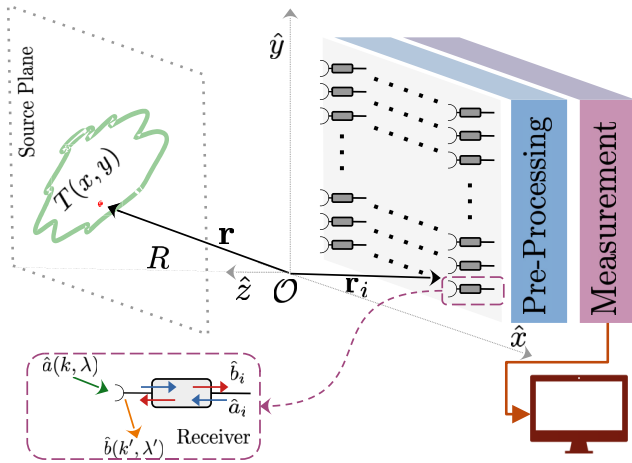 Source Plane
ŷ
T(x, y)
r
R
ẑ
𝒪
r_i
x̂
Pre-Processing
Measurement
â(k, λ)
b̂_i
â_i
b̂(k′, λ′)
Receiver